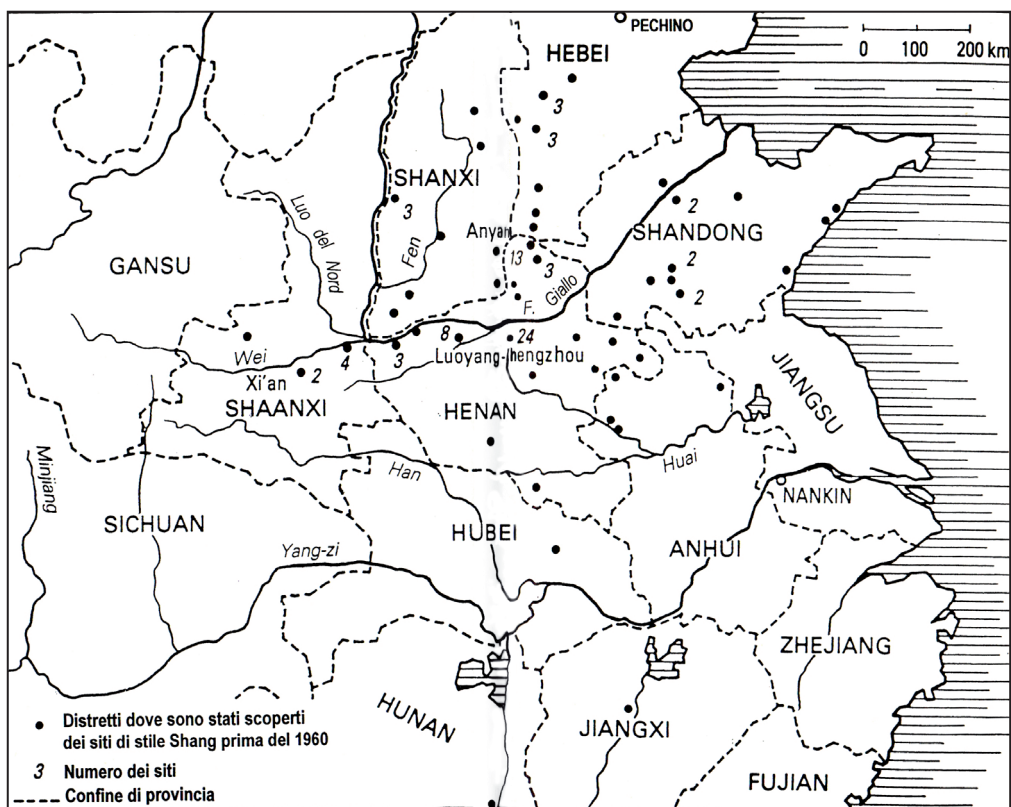 PECHINO
0 100 200 km
HEBEI
3
3
SHANXI
3
Luo del Nord
Fen
Anyan
13
3
2
SHANDONG
2
2
GANSU
F. Giallo
Wei
8
24
4
3
Luoyang-Zhengzhou
Xi'an
2
SHAANXI
HENAN
JIANGSU
Minjiang
Han
Huai
NANKIN
SICHUAN
HUBEI
ANHUI
Yang-zi
ZHEJIANG
HUNAN
JIANGXI
FUJIAN
Distretti dove sono stati scoperti
dei siti di stile Shang prima del 1960
3 Numero dei siti
Confine di provincia